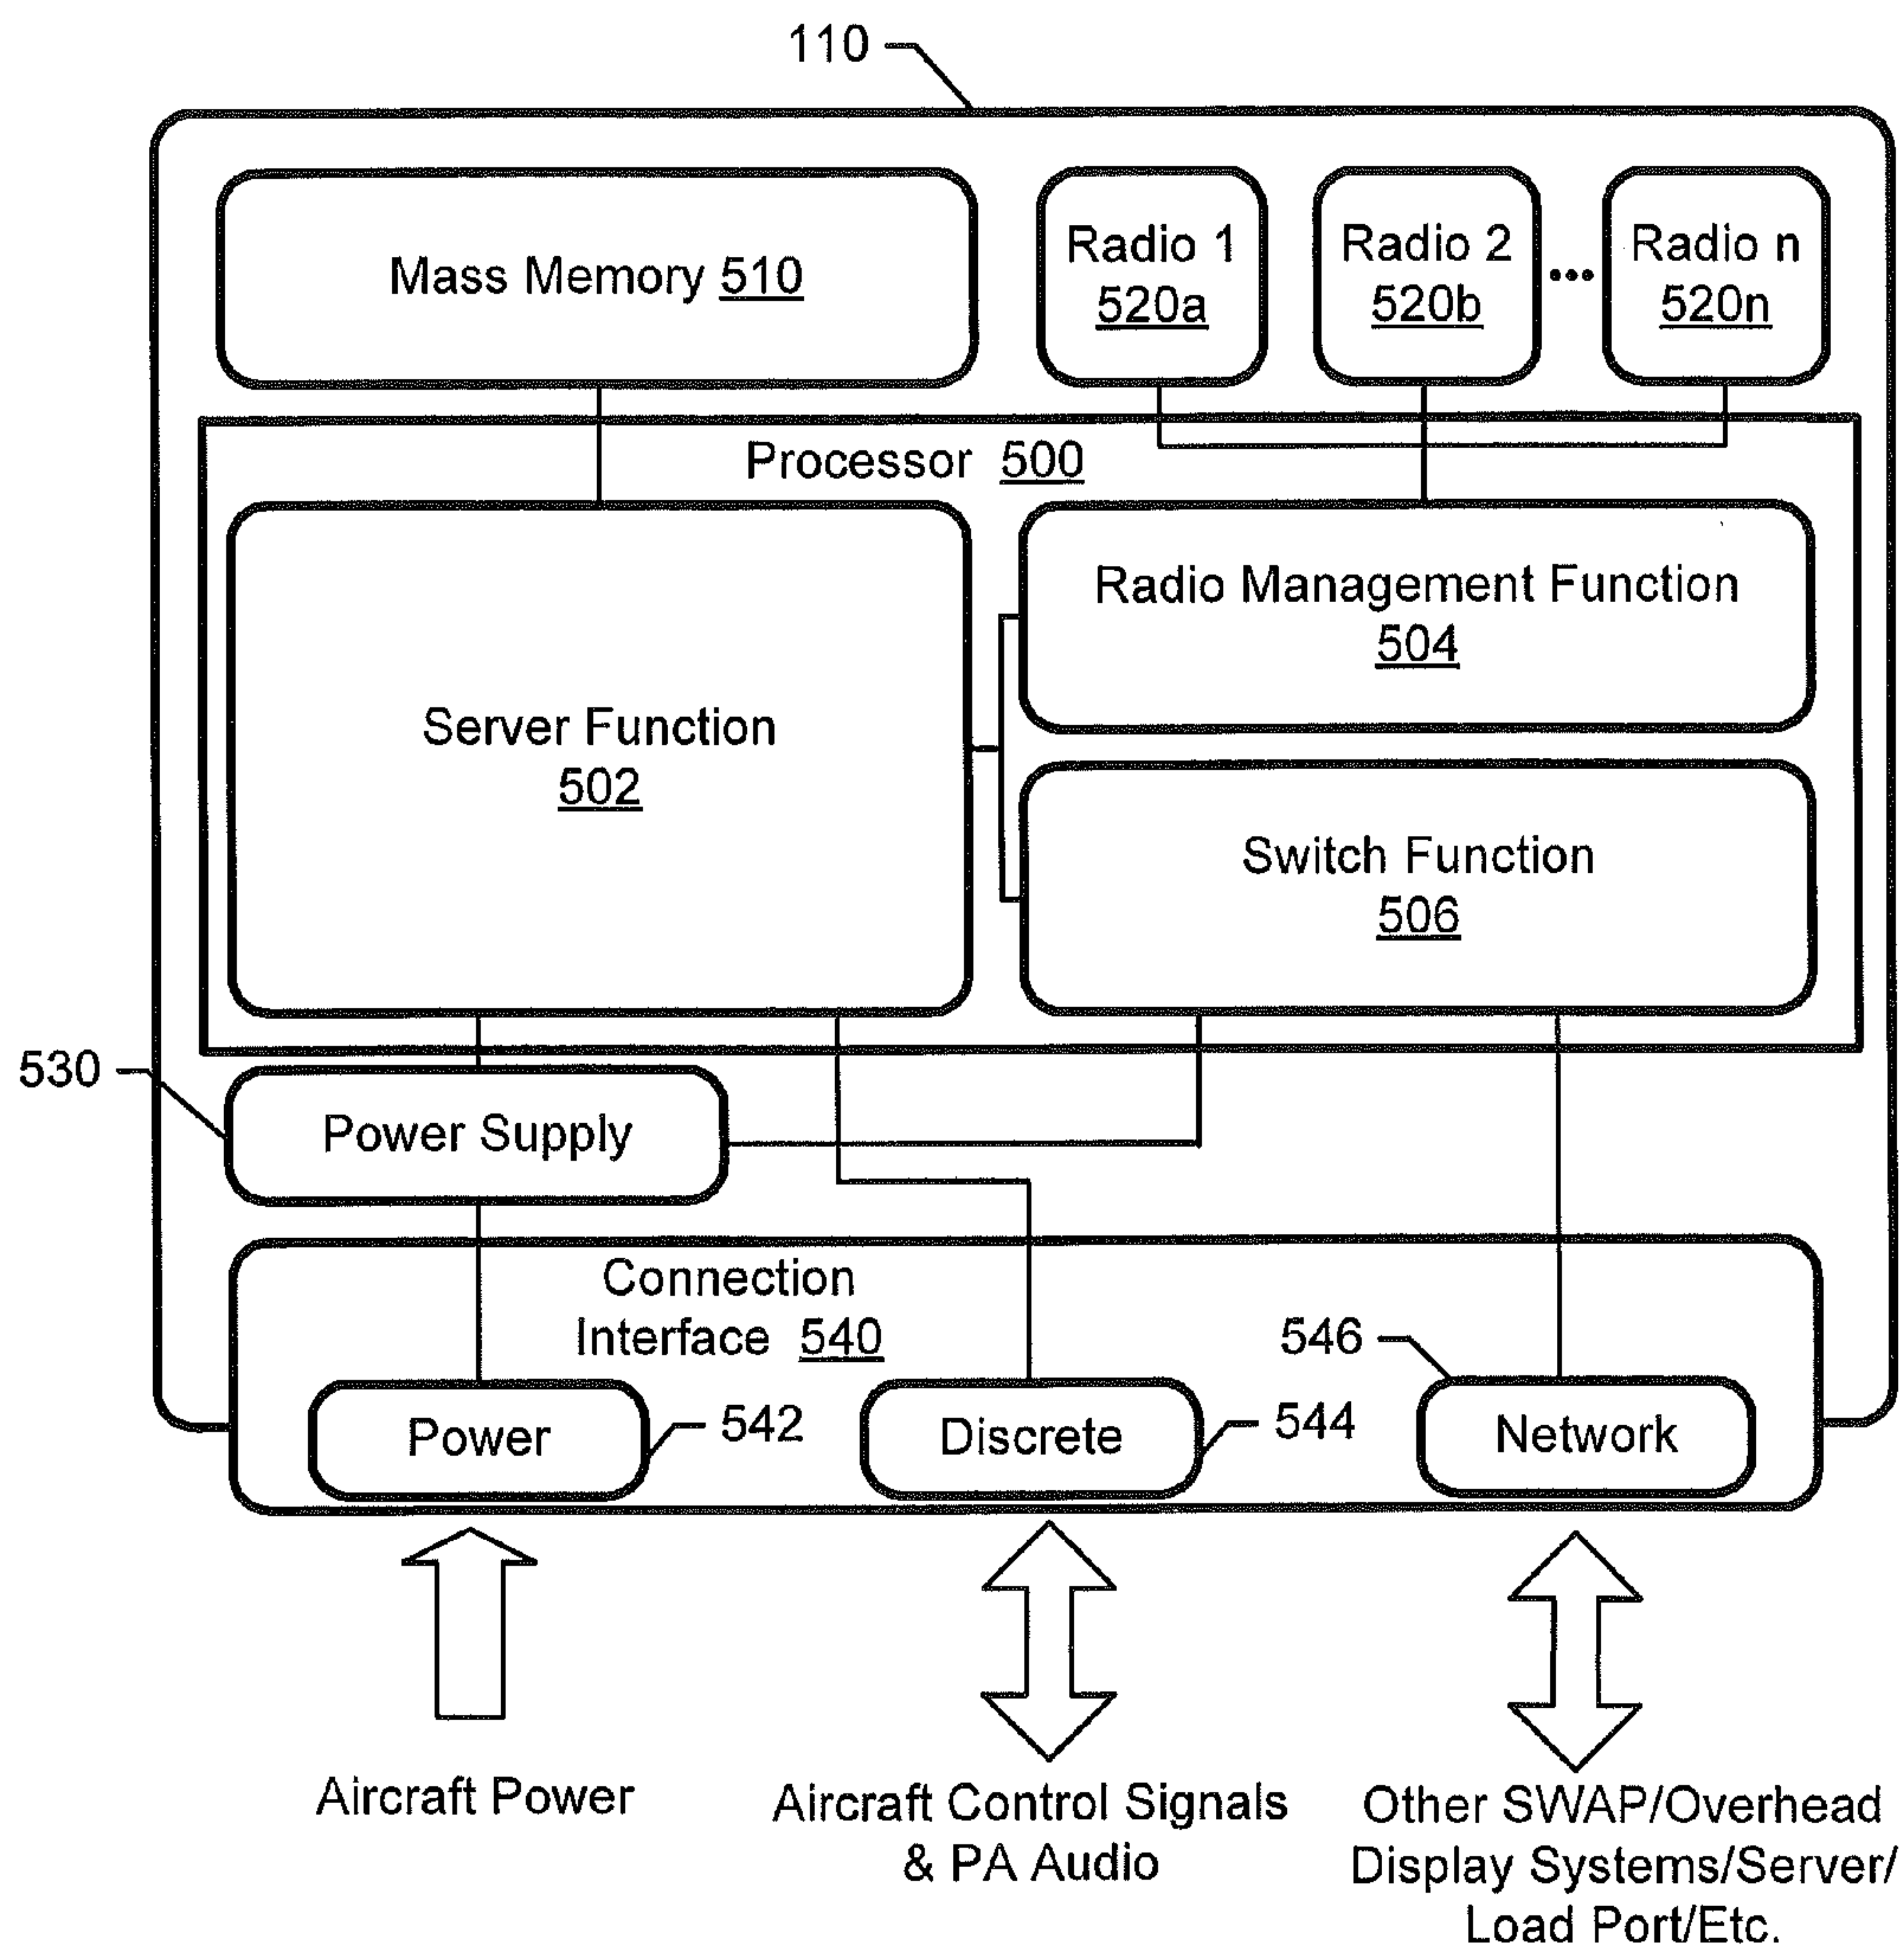 110
Mass Memory 510
Radio 1
520a
Radio 2
520b
...
Radio n
520n
Processor 500
Server Function
502
Radio Management Function
504
Switch Function
506
530
Power Supply
Connection
Interface 540
546
Power
542
Discrete
544
Network
Aircraft Power
Aircraft Control Signals
& PA Audio
Other SWAP/Overhead
Display Systems/Server/
Load Port/Etc.